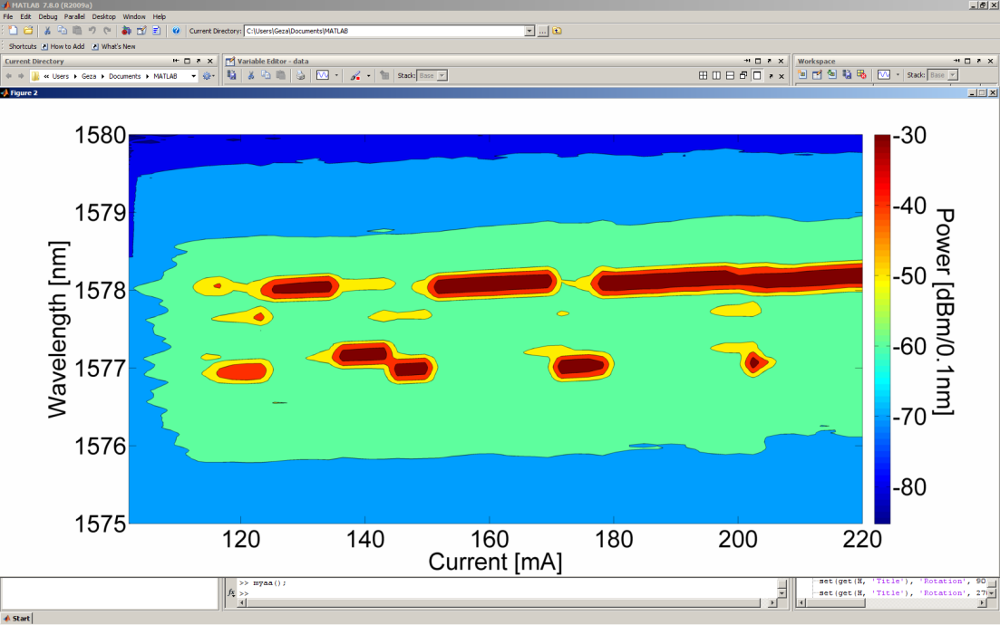 MATLAB 7.8.0 (R2009a)
File Edit Debug Parallel Desktop Window Help
Current Directory: C:\Users\Geza\Documents\MATLAB
Shortcuts How to Add What's New
Current Directory
Variable Editor - data
Workspace
« Users Geza Documents MATLAB
Stack: Base
Stack: Base
Figure 2
1580
1579
1578
1577
1576
1575
Wavelength [nm]
120 140 160 180 200 220
Current [mA]
-30
-40
-50
-60
-70
-80
Power [dBm/0.1nm]
>> myaa();
fx >>
set(get(H, 'Title'), 'Rotation', 90
set(get(H, 'Title'), 'Rotation', 27
Start